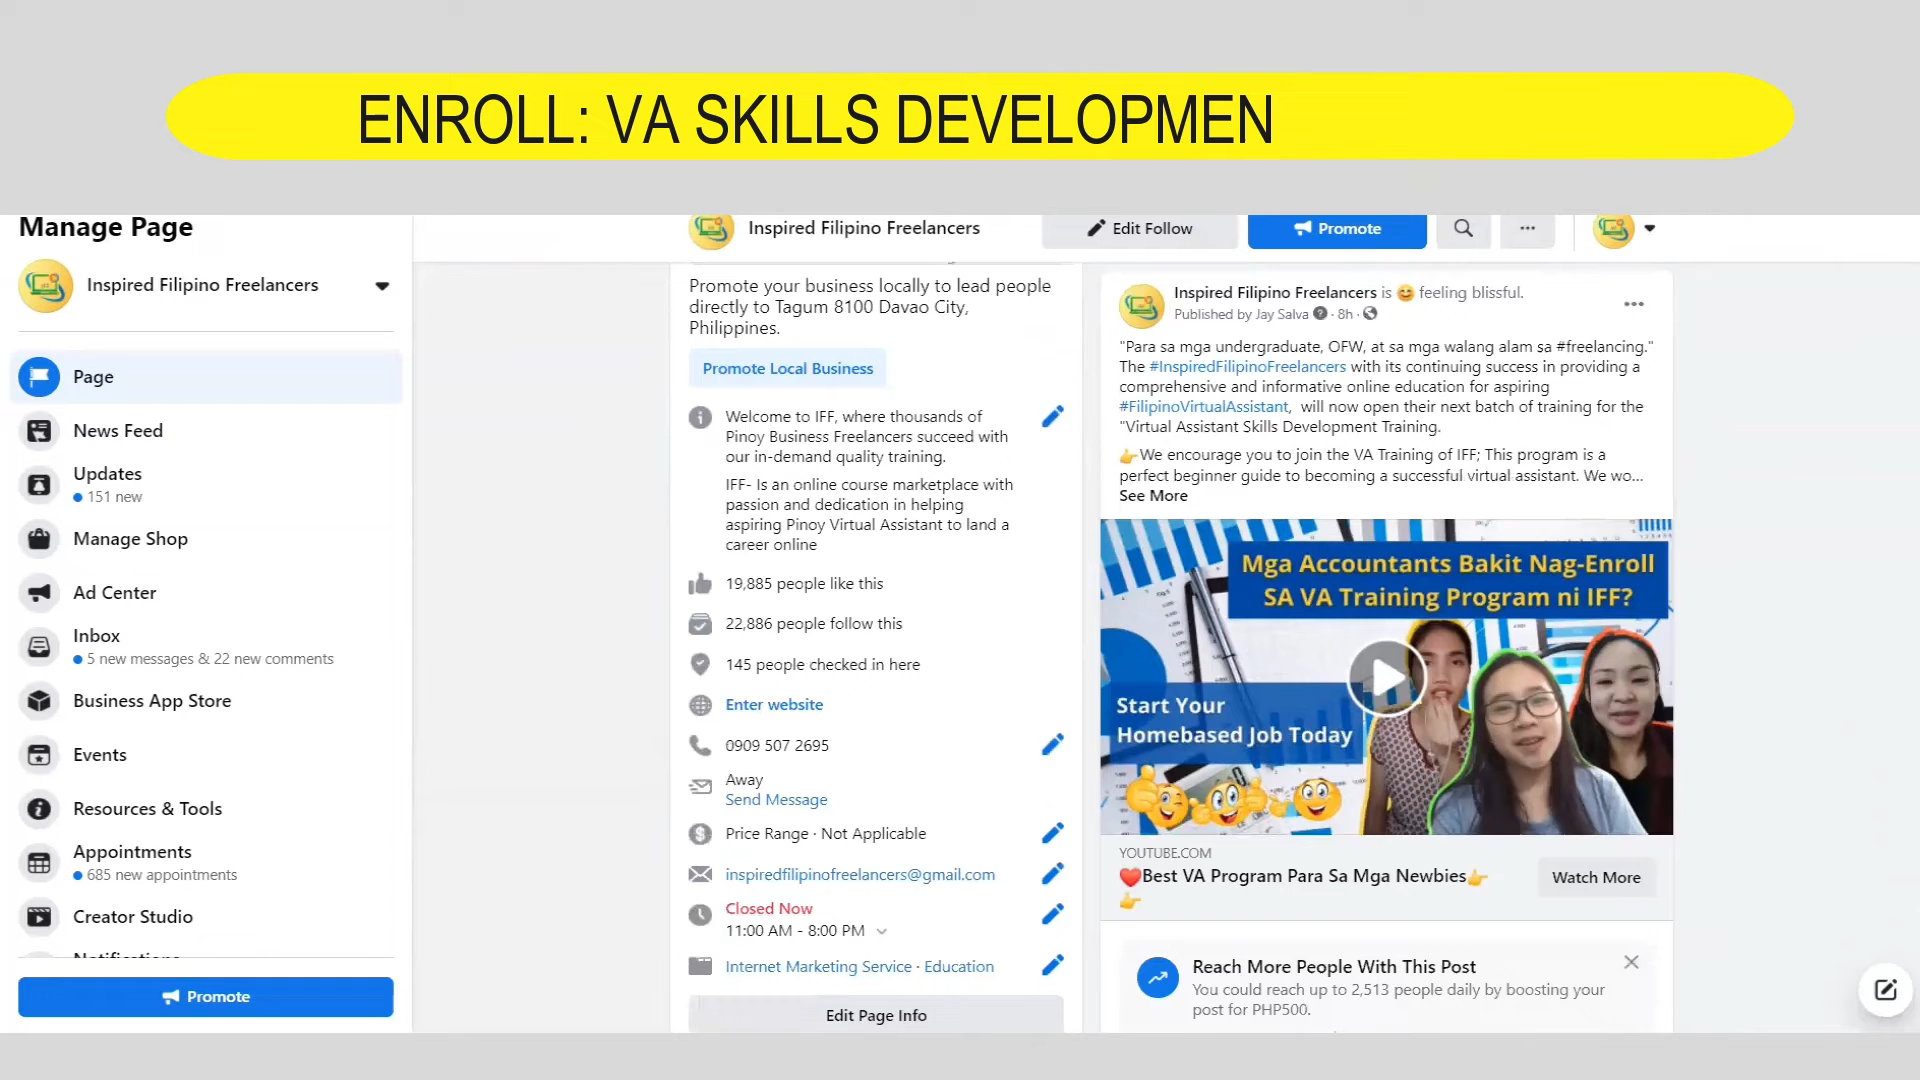 ENROLL: VA SKILLS DEVELOPMEN
Manage Page
Inspired Filipino Freelancers
Page
News Feed
Updates
151 new
Manage Shop
Ad Center
Inbox
5 new messages & 22 new comments
Business App Store
Events
Resources & Tools
Appointments
685 new appointments
Creator Studio
Notifications
Promote
Inspired Filipino Freelancers
Edit Follow
Promote
Promote your business locally to lead people
directly to Tagum 8100 Davao City,
Philippines.
Promote Local Business
Welcome to IFF, where thousands of
Pinoy Business Freelancers succeed with
our in-demand quality training.
IFF- Is an online course marketplace with
passion and dedication in helping
aspiring Pinoy Virtual Assistant to land a
career online
19,885 people like this
22,886 people follow this
145 people checked in here
Enter website
0909 507 2695
Away
Send Message
Price Range · Not Applicable
inspiredfilipinofreelancers@gmail.com
Closed Now
11:00 AM - 8:00 PM
Internet Marketing Service · Education
Edit Page Info
Inspired Filipino Freelancers is 😊 feeling blissful.
Published by Jay Salva · 8h ·
"Para sa mga undergraduate, OFW, at sa mga walang alam sa #freelancing."
The #InspiredFilipinoFreelancers with its continuing success in providing a
comprehensive and informative online education for aspiring
#FilipinoVirtualAssistant, will now open their next batch of training for the
"Virtual Assistant Skills Development Training.
👉We encourage you to join the VA Training of IFF; This program is a
perfect beginner guide to becoming a successful virtual assistant. We wo...
See More
Mga Accountants Bakit Nag-Enroll
SA VA Training Program ni IFF?
Start Your
Homebased Job Today
YOUTUBE.COM
❤️Best VA Program Para Sa Mga Newbies👉
👉
Watch More
Reach More People With This Post
You could reach up to 2,513 people daily by boosting your
post for PHP500.